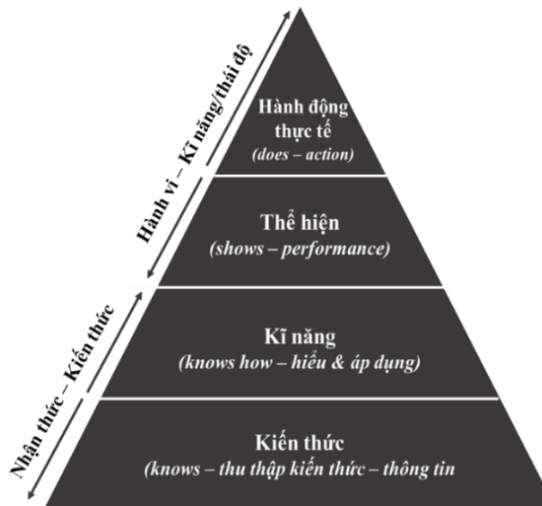 Hành động
thực tế
(does – action)
Thể hiện
(shows – performance)
Kĩ năng
(knows how – hiểu & áp dụng)
Kiến thức
(knows – thu thập kiến thức – thông tin
Hành vi – Kĩ năng/thái độ
Nhận thức – Kiến thức